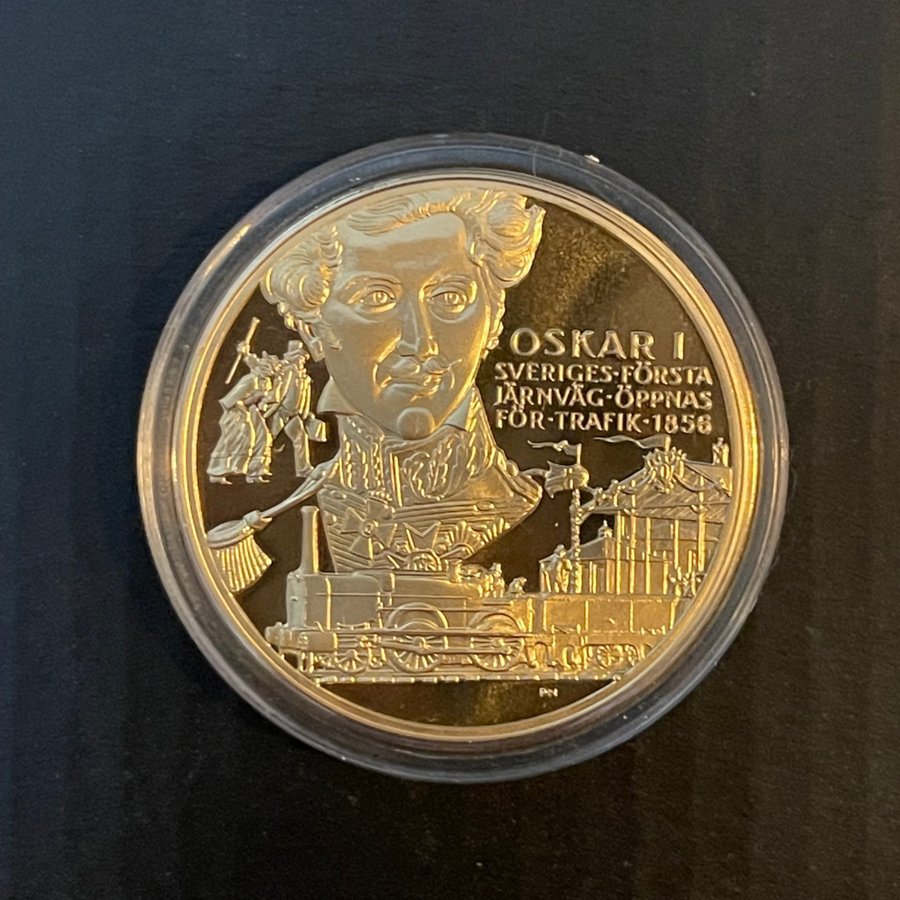 OSKAR I
SVERIGES·FÖRSTA
JÄRNVÄG·ÖPPNAS
FÖR·TRAFIK·1856
PN